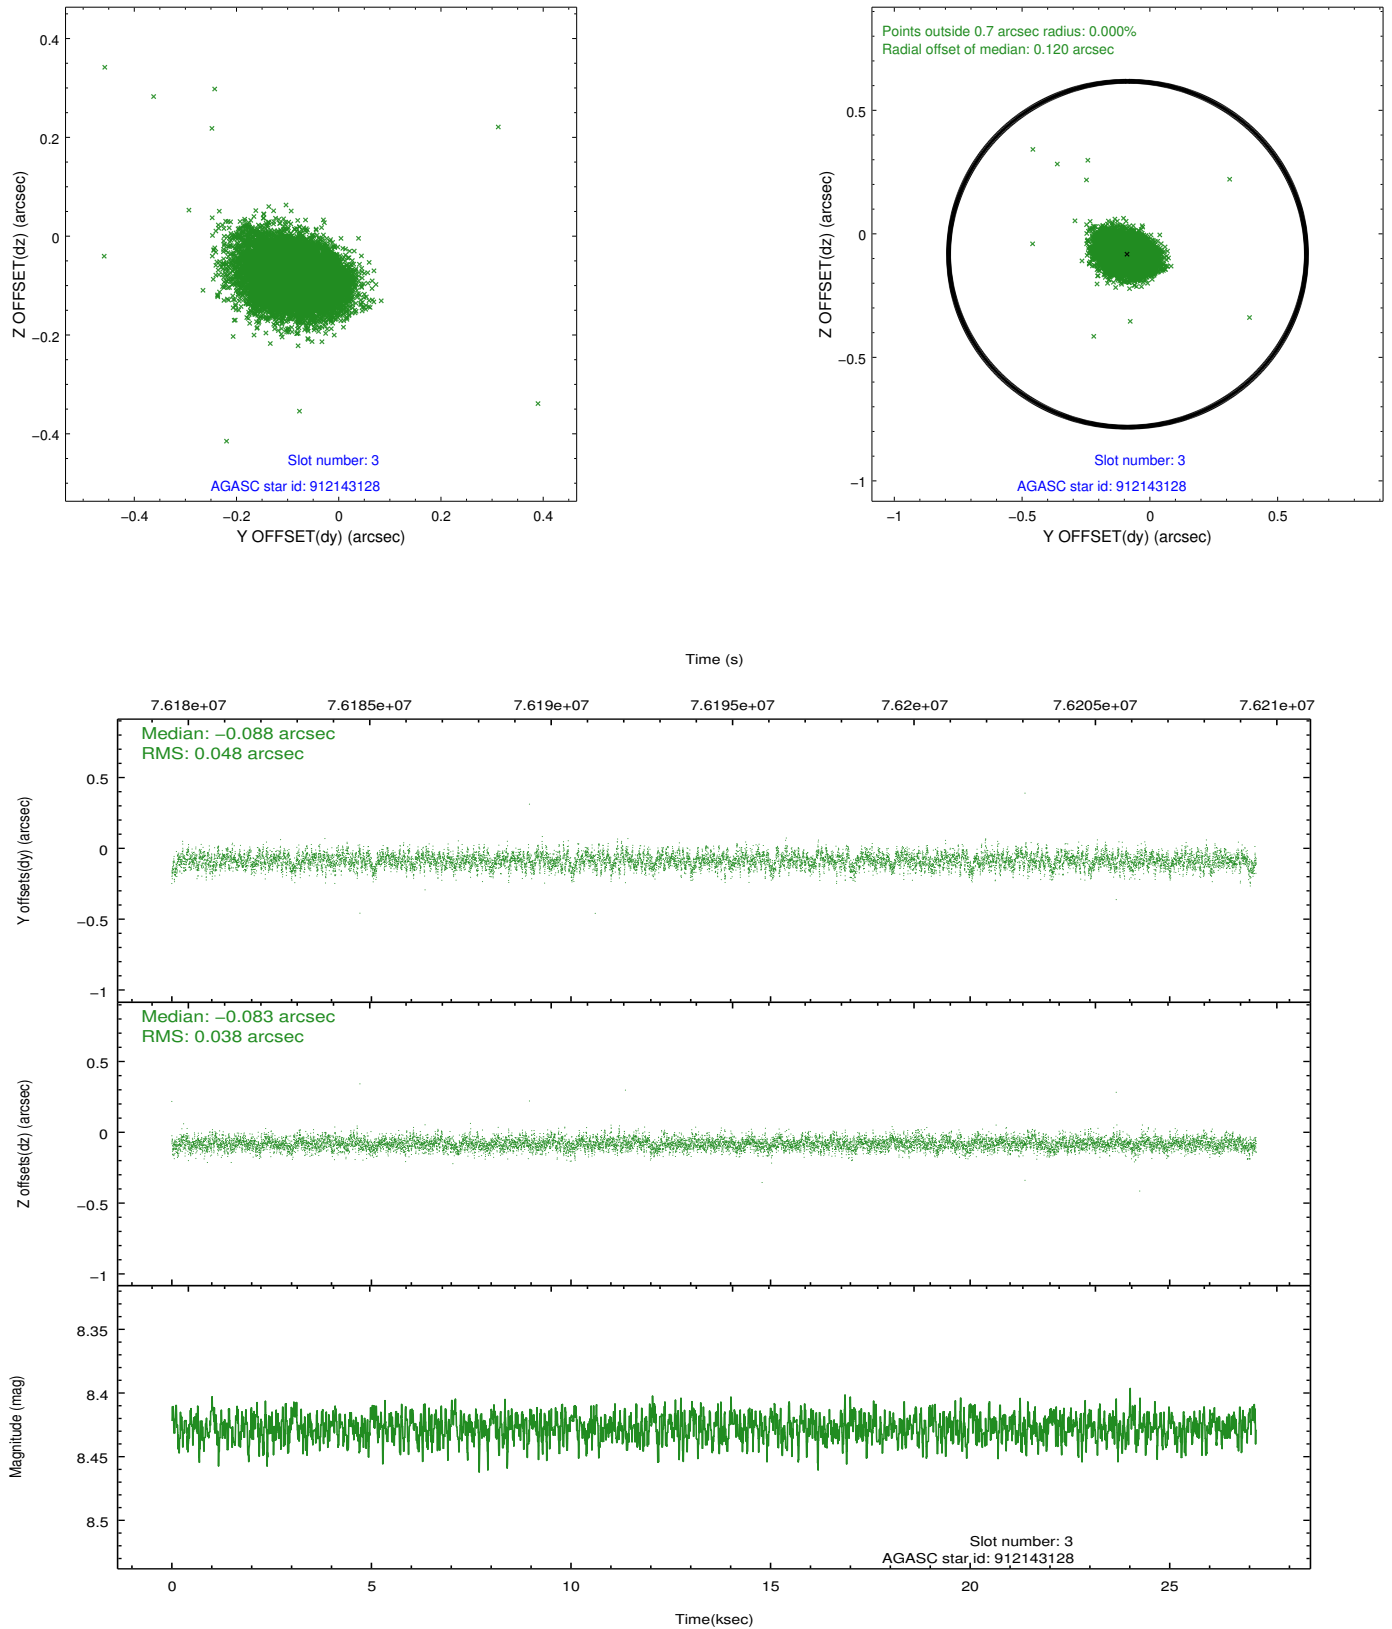 0.4
0.2
0
−0.2
−0.4
Z OFFSET(dz) (arcsec)
Slot number: 3
AGASC star id: 912143128
−0.4 −0.2 0 0.2 0.4
Y OFFSET(dy) (arcsec)
Points outside 0.7 arcsec radius: 0.000%
Radial offset of median: 0.120 arcsec
0.5
0
−0.5
−1
Z OFFSET(dz) (arcsec)
Slot number: 3
AGASC star id: 912143128
−1 −0.5 0 0.5
Y OFFSET(dy) (arcsec)
Time (s)
7.618e+07 7.6185e+07 7.619e+07 7.6195e+07 7.62e+07 7.6205e+07 7.621e+07
Median: −0.088 arcsec
RMS: 0.048 arcsec
0.5
0
−0.5
−1
Y offsets(dy) (arcsec)
Median: −0.083 arcsec
RMS: 0.038 arcsec
0.5
0
−0.5
−1
Z offsets(dz) (arcsec)
8.35
8.4
8.45
8.5
Magnitude (mag)
Slot number: 3
AGASC star id: 912143128
0 5 10 15 20 25
Time(ksec)